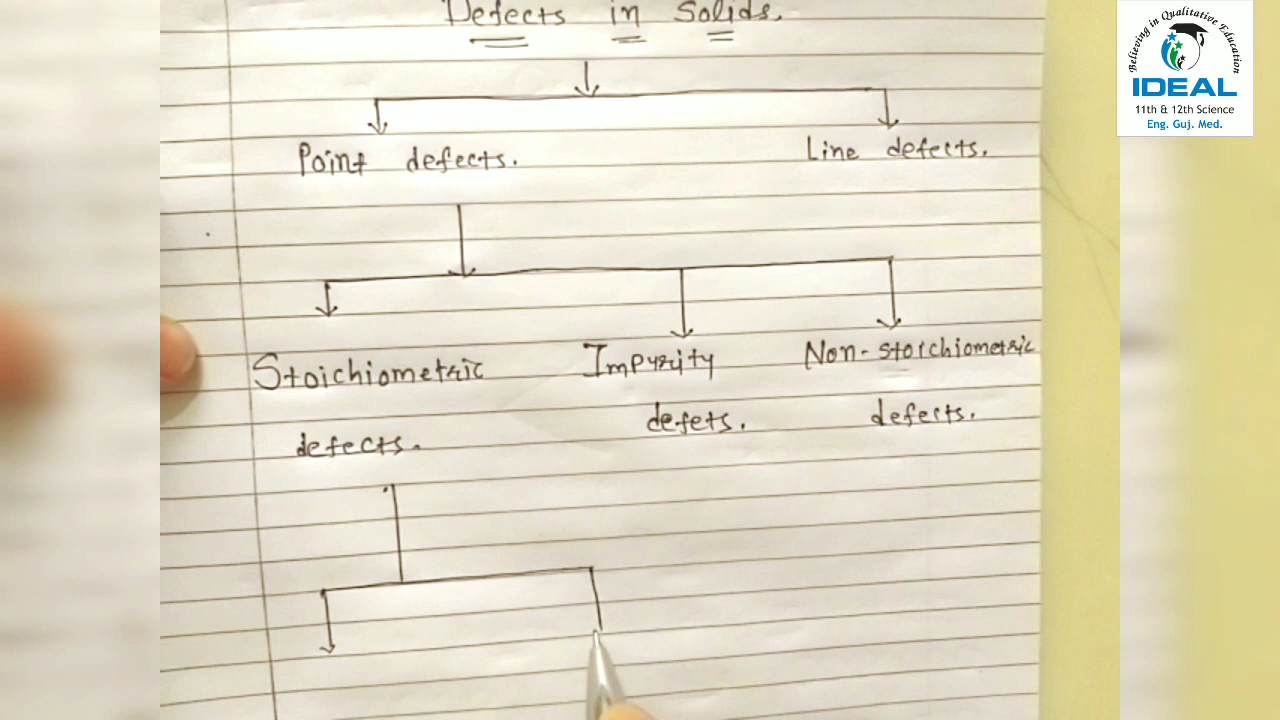 Defects in Solids.
Point defects.
Line defects.
Stoichiometric
defects.
Impurity
defets.
Non-stoichiometric
defects.
Believing in Qualitative Education
IDEAL
11th & 12th Science
Eng. Guj. Med.